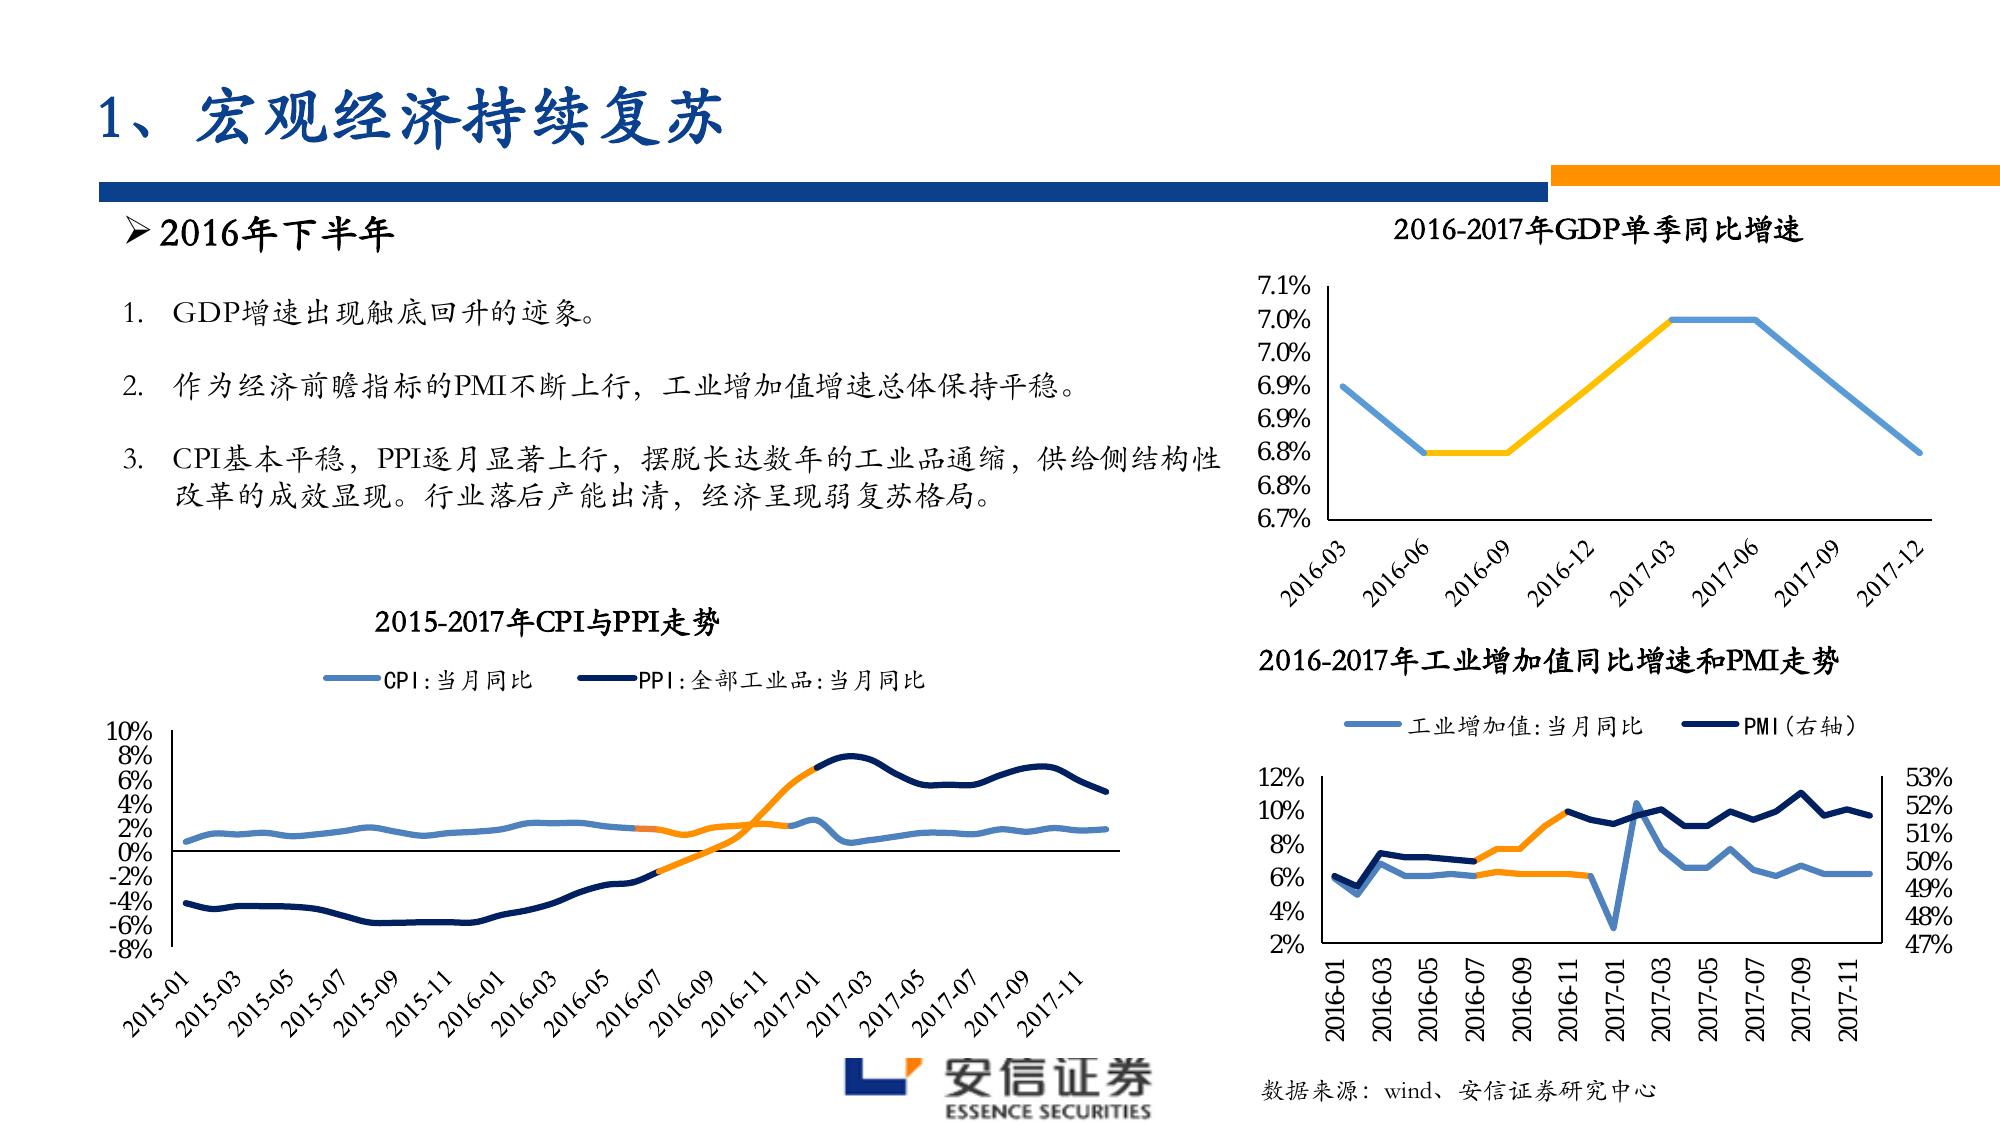 1、宏观经济持续复苏
➢2016年下半年
1. GDP增速出现触底回升的迹象。
2. 作为经济前瞻指标的PMI不断上行，工业增加值增速总体保持平稳。
3. CPI基本平稳，PPI逐月显著上行，摆脱长达数年的工业品通缩，供给侧结构性
改革的成效显现。行业落后产能出清，经济呈现弱复苏格局。
2016-2017年GDP单季同比增速
7.1%
7.0%
7.0%
6.9%
6.9%
6.8%
6.8%
6.7%
2016-03 2016-06 2016-09 2016-12 2017-03 2017-06 2017-09 2017-12
2015-2017年CPI与PPI走势
CPI:当月同比 PPI:全部工业品:当月同比
10%
8%
6%
4%
2%
0%
-2%
-4%
-6%
-8%
2015-01 2015-03 2015-05 2015-07 2015-09 2015-11 2016-01 2016-03 2016-05 2016-07 2016-09 2016-11 2017-01 2017-03 2017-05 2017-07 2017-09 2017-11
2016-2017年工业增加值同比增速和PMI走势
工业增加值:当月同比 PMI(右轴)
12%
10%
8%
6%
4%
2%
53%
52%
51%
50%
49%
48%
47%
2016-01 2016-03 2016-05 2016-07 2016-09 2016-11 2017-01 2017-03 2017-05 2017-07 2017-09 2017-11
安信证券
ESSENCE SECURITIES
数据来源：wind、安信证券研究中心